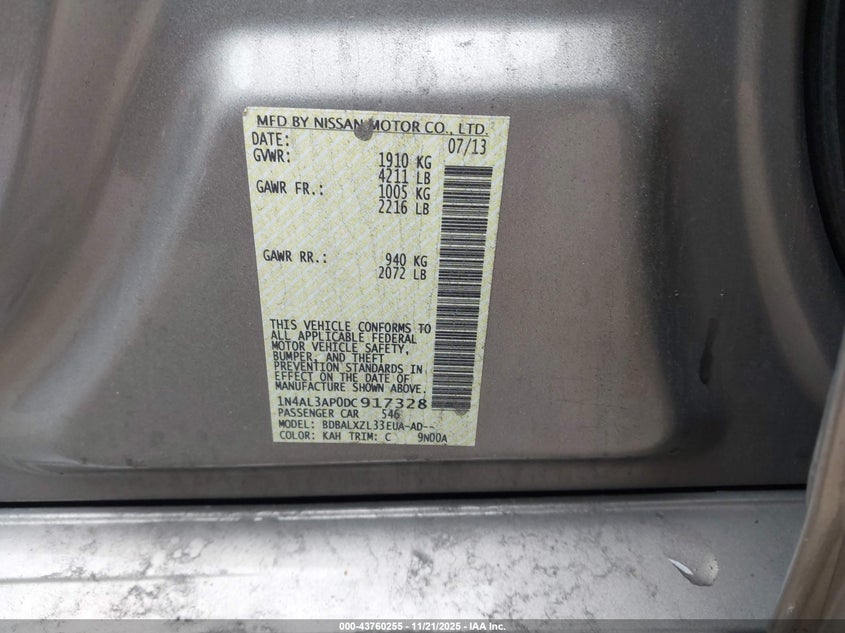 MFD BY NISSAN MOTOR CO., LTD.
DATE: 07/13
GVWR: 1910 KG
4211 LB
GAWR FR.: 1005 KG
2216 LB
GAWR RR.: 940 KG
2072 LB
THIS VEHICLE CONFORMS TO
ALL APPLICABLE FEDERAL
MOTOR VEHICLE SAFETY,
BUMPER, AND THEFT
PREVENTION STANDARDS IN
EFFECT ON THE DATE OF
MANUFACTURE SHOWN ABOVE.
1N4AL3AP0DC917328
PASSENGER CAR 546
MODEL: BDBALXZL33EUA-AD--
COLOR: KAH TRIM: C 9N00A
000-43760255 - 11/21/2025 - IAA Inc.